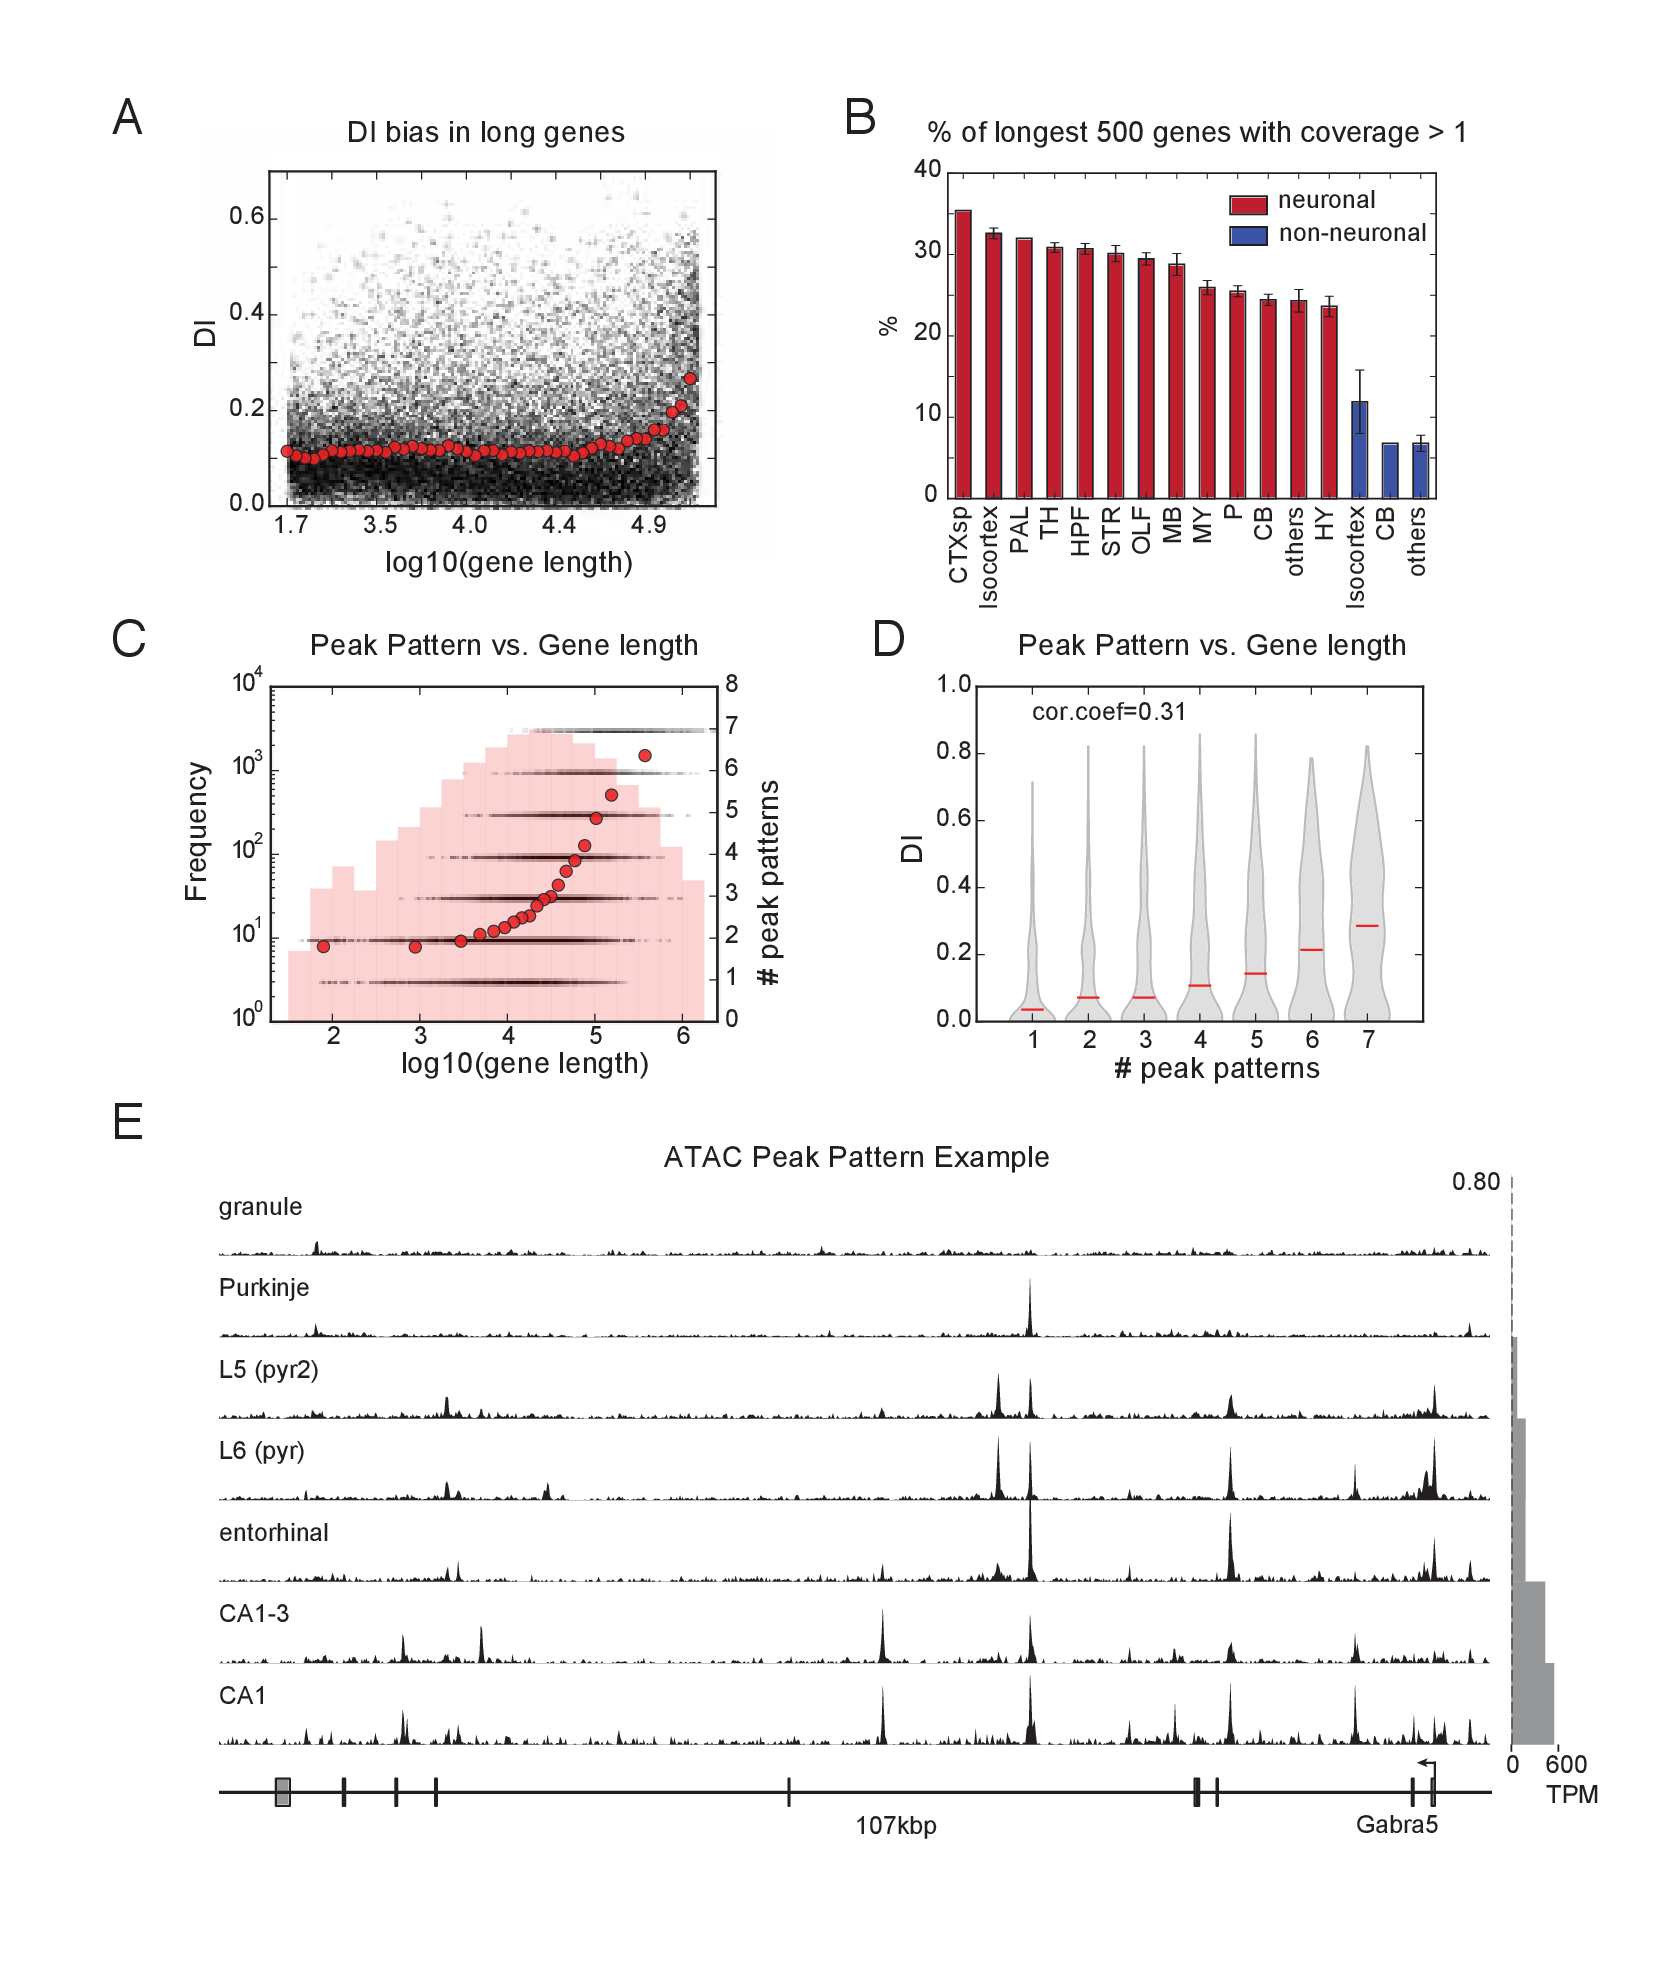 A
DI bias in long genes
DI
0.6
0.4
0.2
0.0
1.7 3.5 4.0 4.4 4.9
log10(gene length)
B
% of longest 500 genes with coverage > 1
%
40
30
20
10
0
neuronal
non-neuronal
CTXsp
Isocortex
PAL
TH
HPF
STR
OLF
MB
MY
P
CB
others
HY
Isocortex
CB
others
C
Peak Pattern vs. Gene length
Frequency
10^4
10^3
10^2
10^1
10^0
8
7
6
5
4
3
2
1
0
# peak patterns
2 3 4 5 6
log10(gene length)
D
Peak Pattern vs. Gene length
cor.coef=0.31
DI
1.0
0.8
0.6
0.4
0.2
0.0
1 2 3 4 5 6 7
# peak patterns
E
ATAC Peak Pattern Example
0.80
granule
Purkinje
L5 (pyr2)
L6 (pyr)
entorhinal
CA1-3
CA1
0 600
TPM
107kbp
Gabra5